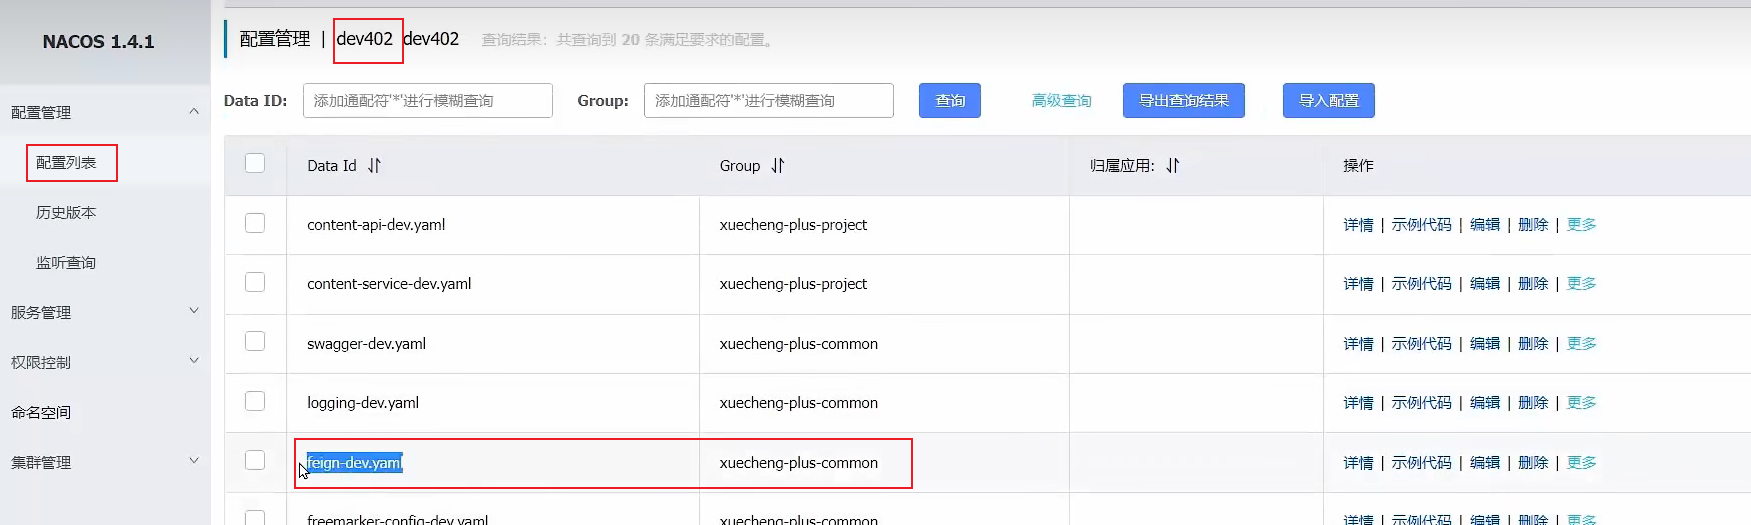 NACOS 1.4.1
配置管理
配置列表
历史版本
监听查询
服务管理
权限控制
命名空间
集群管理
配置管理 | dev402 dev402 查询结果：共查询到 20 条满足要求的配置。
Data ID: 添加通配符'*'进行模糊查询 Group: 添加通配符'*'进行模糊查询 查询 高级查询 导出查询结果 导入配置
Data Id Group 归属应用: 操作
content-api-dev.yaml xuecheng-plus-project 详情 | 示例代码 | 编辑 | 删除 | 更多
content-service-dev.yaml xuecheng-plus-project 详情 | 示例代码 | 编辑 | 删除 | 更多
swagger-dev.yaml xuecheng-plus-common 详情 | 示例代码 | 编辑 | 删除 | 更多
logging-dev.yaml xuecheng-plus-common 详情 | 示例代码 | 编辑 | 删除 | 更多
feign-dev.yaml xuecheng-plus-common 详情 | 示例代码 | 编辑 | 删除 | 更多
freemarker-config-dev.yaml xuecheng-plus-common 详情 | 示例代码 | 编辑 | 删除 | 更多